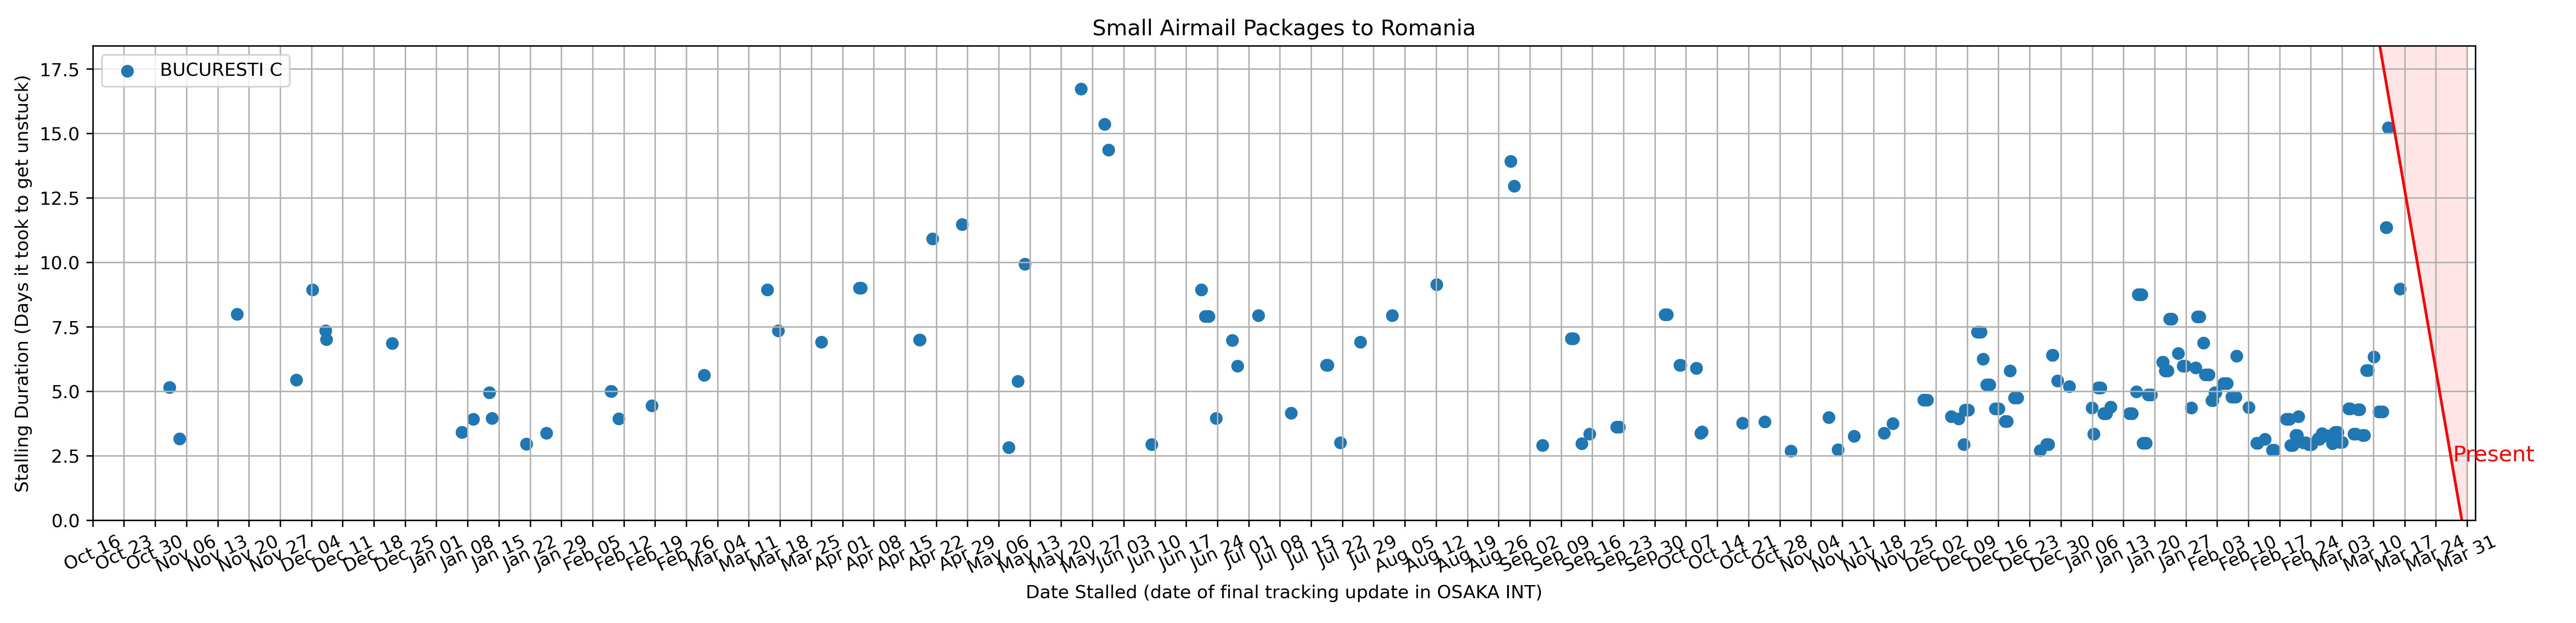 Small Airmail Packages to Romania
BUCURESTI C
Stalling Duration (Days it took to get unstuck)
17.5
15.0
12.5
10.0
7.5
5.0
2.5
0.0
Present
Oct 16
Oct 23
Oct 30
Nov 06
Nov 13
Nov 20
Nov 27
Dec 04
Dec 11
Dec 18
Dec 25
Jan 01
Jan 08
Jan 15
Jan 22
Jan 29
Feb 05
Feb 12
Feb 19
Feb 26
Mar 04
Mar 11
Mar 18
Mar 25
Apr 01
Apr 08
Apr 15
Apr 22
Apr 29
May 06
May 13
May 20
May 27
Jun 03
Jun 10
Jun 17
Jun 24
Jul 01
Jul 08
Jul 15
Jul 22
Jul 29
Aug 05
Aug 12
Aug 19
Aug 26
Sep 02
Sep 09
Sep 16
Sep 23
Sep 30
Oct 07
Oct 14
Oct 21
Oct 28
Nov 04
Nov 11
Nov 18
Nov 25
Dec 02
Dec 09
Dec 16
Dec 23
Dec 30
Jan 06
Jan 13
Jan 20
Jan 27
Feb 03
Feb 10
Feb 17
Feb 24
Mar 03
Mar 10
Mar 17
Mar 24
Mar 31
Date Stalled (date of final tracking update in OSAKA INT)